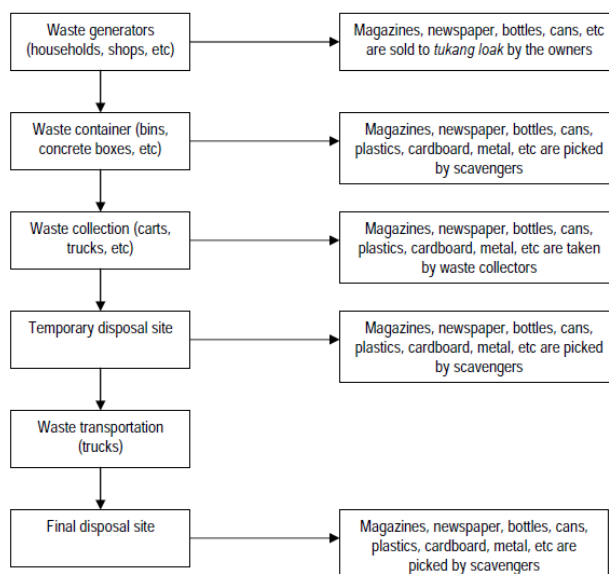 Waste generators
(households, shops, etc)
Magazines, newspaper, bottles, cans, etc
are sold to tukang loak by the owners
Waste container (bins,
concrete boxes, etc)
Magazines, newspaper, bottles, cans,
plastics, cardboard, metal, etc are picked
by scavengers
Waste collection (carts,
trucks, etc)
Magazines, newspaper, bottles, cans,
plastics, cardboard, metal, etc are taken
by waste collectors
Temporary disposal site
Magazines, newspaper, bottles, cans,
plastics, cardboard, metal, etc are picked
by scavengers
Waste transportation
(trucks)
Final disposal site
Magazines, newspaper, bottles, cans,
plastics, cardboard, metal, etc are
picked by scavengers